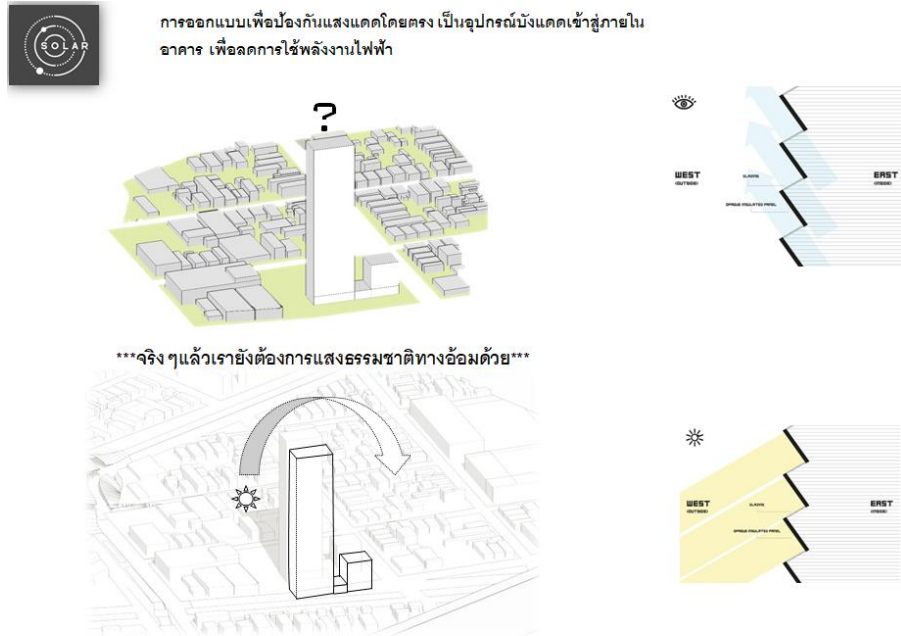 SOLAR
การออกแบบเพื่อป้องกันแสงแดดโดยตรง เป็นอุปกรณ์บังแดดเข้าสู่ภายใน
อาคาร เพื่อลดการใช้พลังงานไฟฟ้า
?
WEST
(OUTSIDE)
GLAZING
OPAQUE INSULATED PANEL
EAST
(INSIDE)
***จริง ๆแล้วเรายังต้องการแสงธรรมชาติทางอ้อมด้วย***
WEST
(OUTSIDE)
GLAZING
OPAQUE INSULATED PANEL
EAST
(INSIDE)